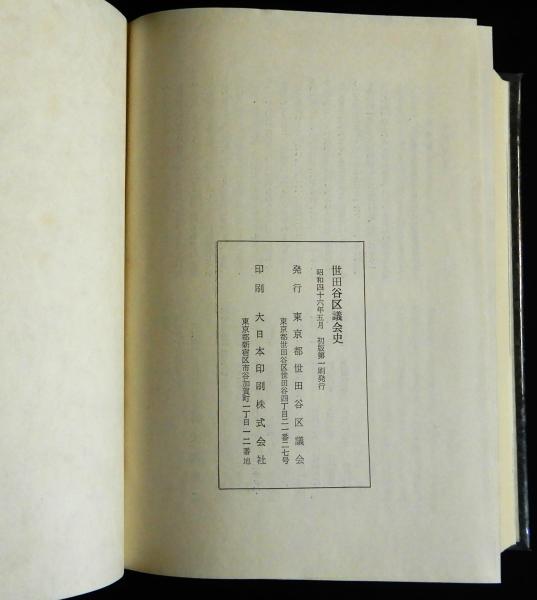 世田谷区議会史
昭和四十六年五月　初版第一刷発行
発行　東京都世田谷区議会
東京都世田谷区世田谷四丁目二一番二七号
印刷　大日本印刷株式会社
東京都新宿区市谷加賀町一丁目一二番地